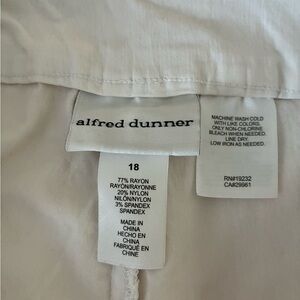 alfred dunner
18
77% RAYON
RAYON/RAYONNE
20% NYLON
NILÓN/NYLON
3% SPANDEX
SPANDEX
MADE IN
CHINA
HECHO EN
CHINA
FABRIQUÉ EN
CHINE
MACHINE WASH COLD
WITH LIKE COLORS.
ONLY NON-CHLORINE
BLEACH WHEN NEEDED.
LINE DRY.
LOW IRON AS NEEDED.
RN#19232
CA#29961